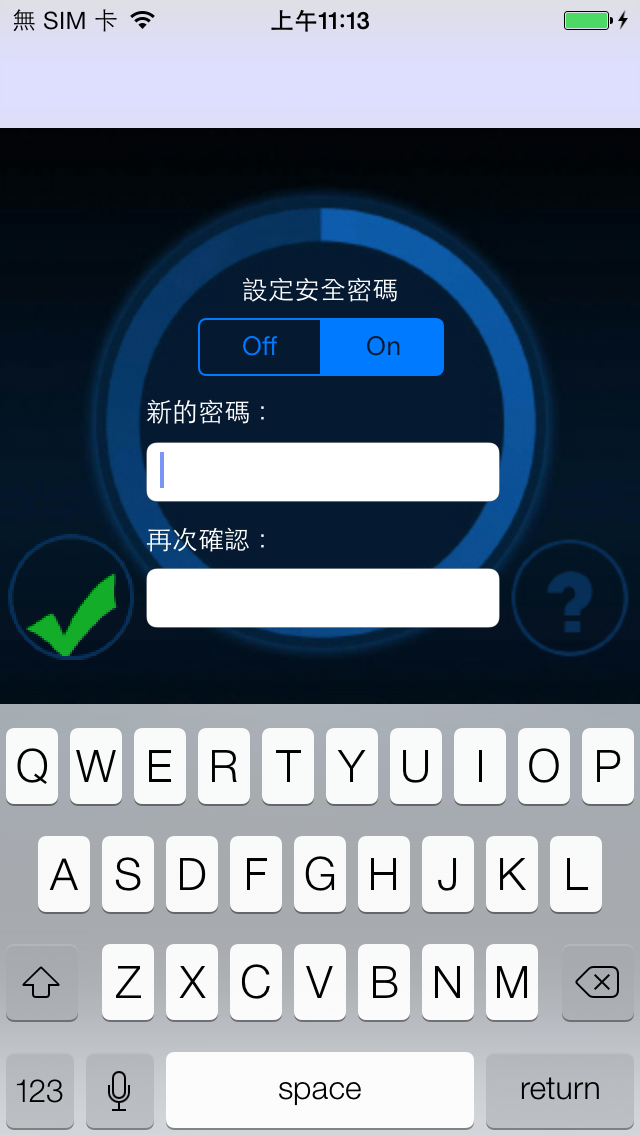 無 SIM 卡 上午11:13
設定安全密碼
Off On
新的密碼：
再次確認：
?
Q W E R T Y U I O P
A S D F G H J K L
Z X C V B N M
123 space return